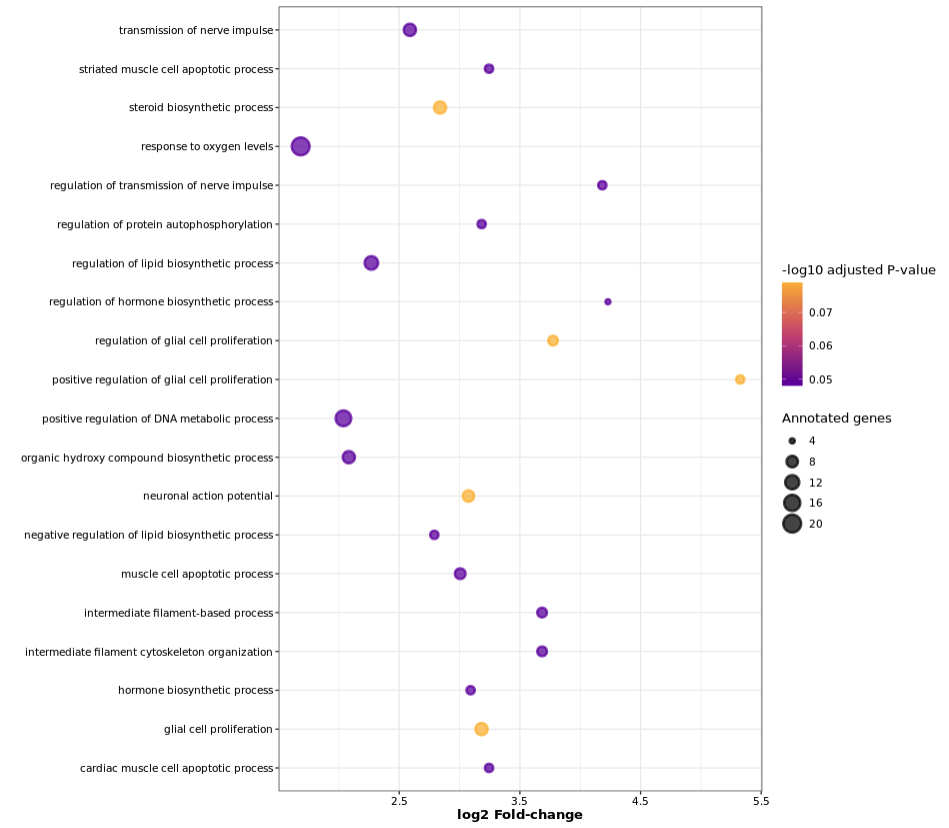 transmission of nerve impulse
striated muscle cell apoptotic process
steroid biosynthetic process
response to oxygen levels
regulation of transmission of nerve impulse
regulation of protein autophosphorylation
regulation of lipid biosynthetic process
regulation of hormone biosynthetic process
regulation of glial cell proliferation
positive regulation of glial cell proliferation
positive regulation of DNA metabolic process
organic hydroxy compound biosynthetic process
neuronal action potential
negative regulation of lipid biosynthetic process
muscle cell apoptotic process
intermediate filament-based process
intermediate filament cytoskeleton organization
hormone biosynthetic process
glial cell proliferation
cardiac muscle cell apoptotic process
2.5 3.5 4.5 5.5
log2 Fold-change
-log10 adjusted P-value
0.07
0.06
0.05
Annotated genes
4
8
12
16
20